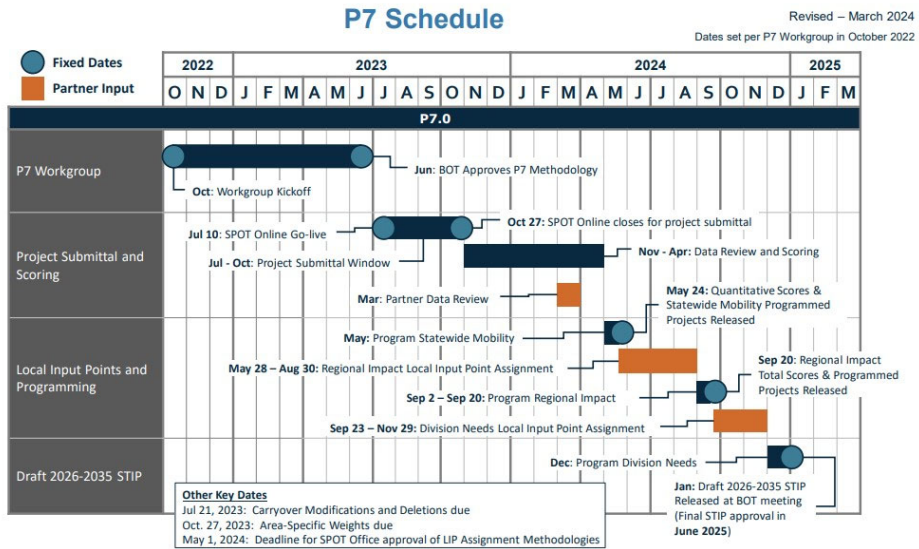 P7 Schedule
Revised – March 2024
Dates set per P7 Workgroup in October 2022
Fixed Dates
Partner Input
2022 2023 2024 2025
O N D J F M A M J J A S O N D J F M A M J J A S O N D J F M
P7.0
P7 Workgroup
Oct: Workgroup Kickoff
Jun: BOT Approves P7 Methodology
Project Submittal and
Scoring
Jul 10: SPOT Online Go-live
Oct 27: SPOT Online closes for project submittal
Jul - Oct: Project Submittal Window
Nov - Apr: Data Review and Scoring
Mar: Partner Data Review
May 24: Quantitative Scores &
Statewide Mobility Programmed
Projects Released
Local Input Points and
Programming
May: Program Statewide Mobility
May 28 – Aug 30: Regional Impact Local Input Point Assignment
Sep 20: Regional Impact
Total Scores & Programmed
Projects Released
Sep 2 – Sep 20: Program Regional Impact
Sep 23 – Nov 29: Division Needs Local Input Point Assignment
Draft 2026-2035 STIP
Dec: Program Division Needs
Jan: Draft 2026-2035 STIP
Released at BOT meeting
(Final STIP approval in
June 2025)
Other Key Dates
Jul 21, 2023: Carryover Modifications and Deletions due
Oct. 27, 2023: Area-Specific Weights due
May 1, 2024: Deadline for SPOT Office approval of LIP Assignment Methodologies